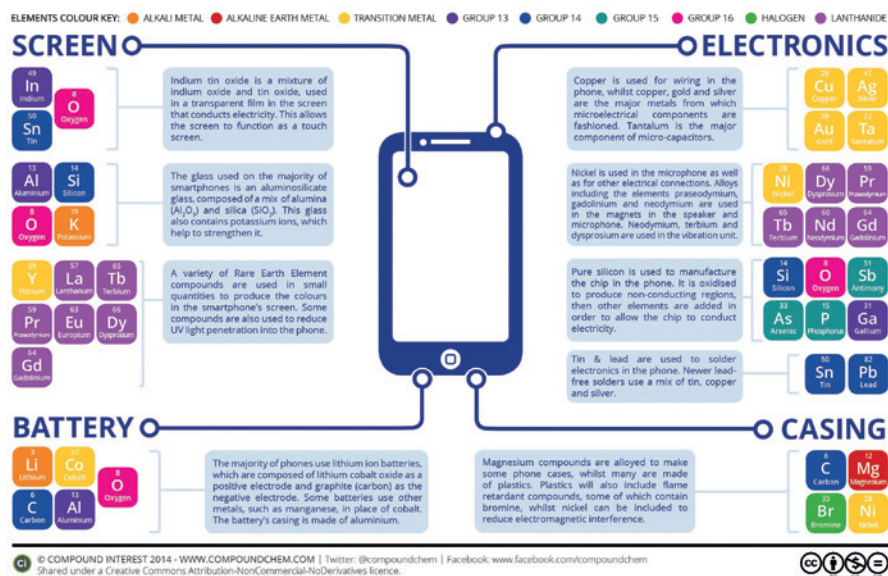 ELEMENTS COLOUR KEY: ALKALI METAL ALKALINE EARTH METAL TRANSITION METAL GROUP 13 GROUP 14 GROUP 15 GROUP 16 HALOGEN LANTHANIDE
SCREEN
49
In
Indium
8
O
Oxygen
50
Sn
Tin
Indium tin oxide is a mixture of
indium oxide and tin oxide, used
in a transparent film in the screen
that conducts electricity. This allows
the screen to function as a touch
screen.
13
Al
Aluminium
14
Si
Silicon
8
O
Oxygen
19
K
Potassium
The glass used on the majority of
smartphones is an aluminosilicate
glass, composed of a mix of alumina
(Al₂O₃) and silica (SiO₂). This glass
also contains potassium ions, which
help to strengthen it.
39
Y
Yttrium
57
La
Lanthanum
65
Tb
Terbium
59
Pr
Praseodymium
63
Eu
Europium
66
Dy
Dysprosium
64
Gd
Gadolinium
A variety of Rare Earth Element
compounds are used in small
quantities to produce the colours
in the smartphone's screen. Some
compounds are also used to reduce
UV light penetration into the phone.
ELECTRONICS
Copper is used for wiring in the
phone, whilst copper, gold and silver
are the major metals from which
microelectrical components are
fashioned. Tantalum is the major
component of micro-capacitors.
29
Cu
Copper
47
Ag
Silver
79
Au
Gold
73
Ta
Tantalum
Nickel is used in the microphone as well
as for other electrical connections. Alloys
including the elements praseodymium,
gadolinium and neodymium are used
in the magnets in the speaker and
microphone. Neodymium, terbium and
dysprosium are used in the vibration unit.
28
Ni
Nickel
66
Dy
Dysprosium
59
Pr
Praseodymium
65
Tb
Terbium
60
Nd
Neodymium
64
Gd
Gadolinium
Pure silicon is used to manufacture
the chip in the phone. It is oxidised
to produce non-conducting regions,
then other elements are added in
order to allow the chip to conduct
electricity.
14
Si
Silicon
8
O
Oxygen
51
Sb
Antimony
33
As
Arsenic
15
P
Phosphorus
31
Ga
Gallium
Tin & lead are used to solder
electronics in the phone. Newer lead-
free solders use a mix of tin, copper
and silver.
50
Sn
Tin
82
Pb
Lead
BATTERY
3
Li
Lithium
27
Co
Cobalt
8
O
Oxygen
6
C
Carbon
13
Al
Aluminium
The majority of phones use lithium ion batteries,
which are composed of lithium cobalt oxide as a
positive electrode and graphite (carbon) as the
negative electrode. Some batteries use other
metals, such as manganese, in place of cobalt.
The battery's casing is made of aluminium.
CASING
Magnesium compounds are alloyed to make
some phone cases, whilst many are made
of plastics. Plastics will also include flame
retardant compounds, some of which contain
bromine, whilst nickel can be included to
reduce electromagnetic interference.
6
C
Carbon
12
Mg
Magnesium
35
Br
Bromine
28
Ni
Nickel
Ci © COMPOUND INTEREST 2014 - WWW.COMPOUNDCHEM.COM | Twitter: @compoundchem | Facebook: www.facebook.com/compoundchem
Shared under a Creative Commons Attribution-NonCommercial-NoDerivatives licence.
cc